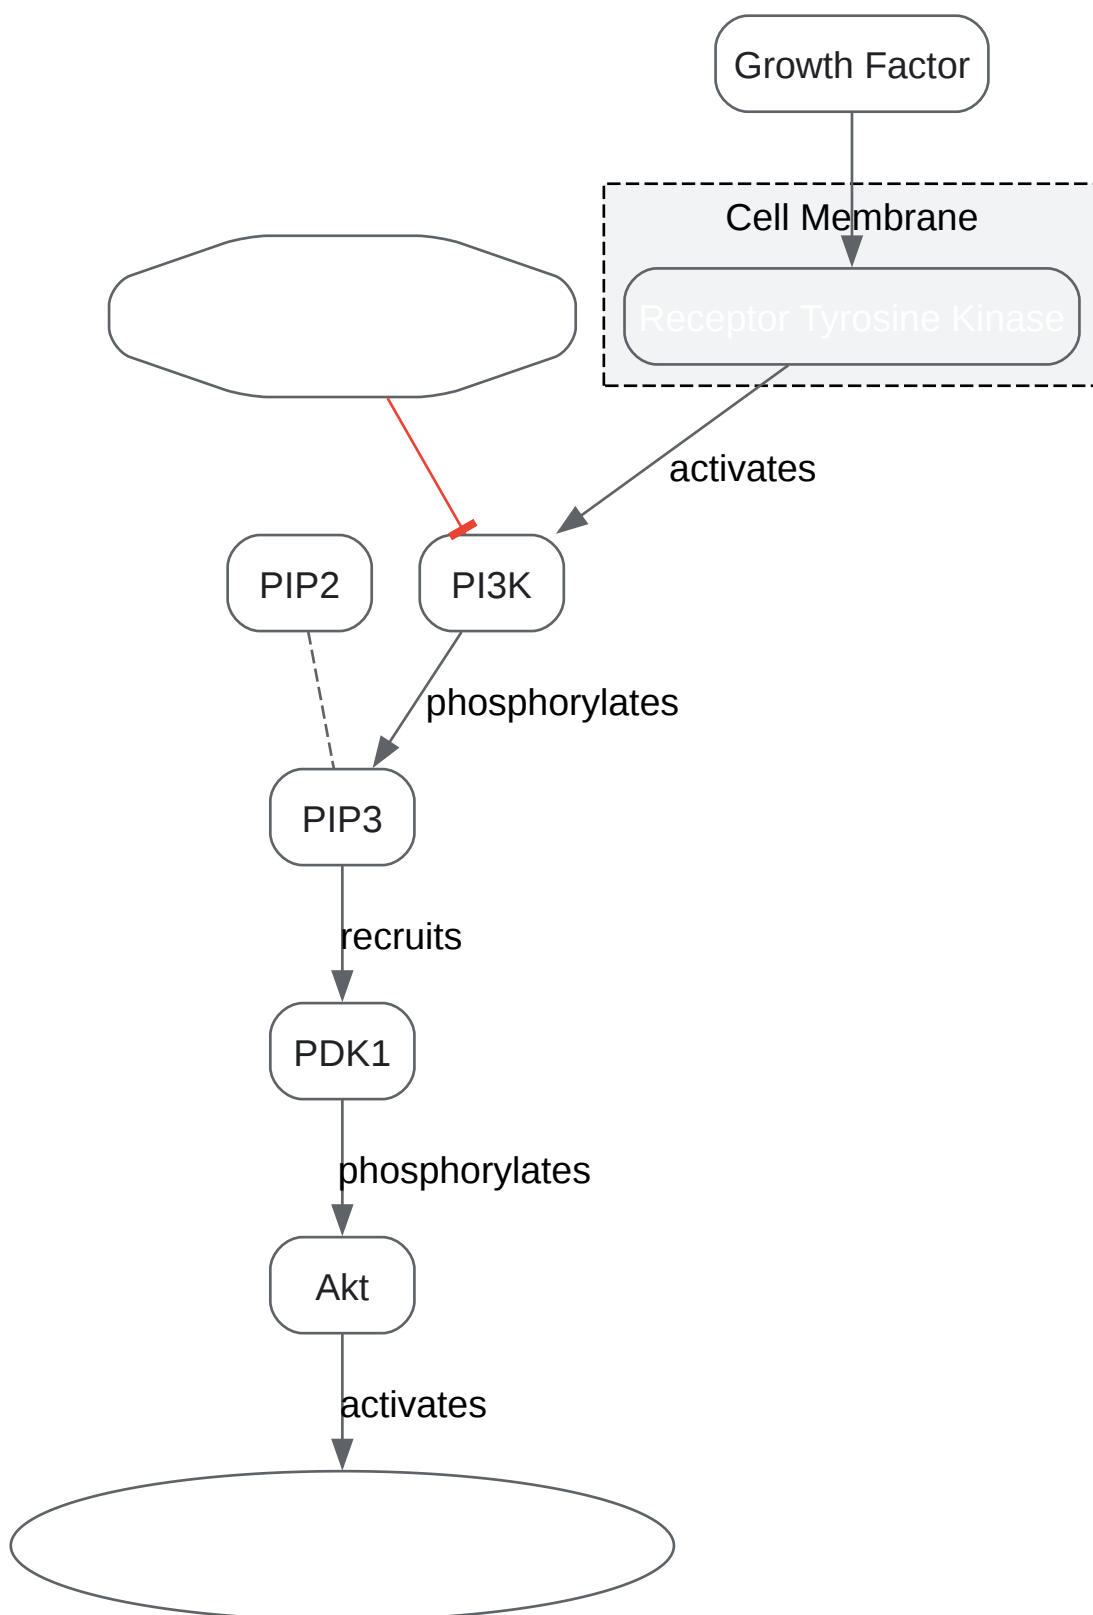 Growth Factor
Cell Membrane
Receptor Tyrosine Kinase
activates
PIP2
PI3K
phosphorylates
PIP3
recruits
PDK1
phosphorylates
Akt
activates